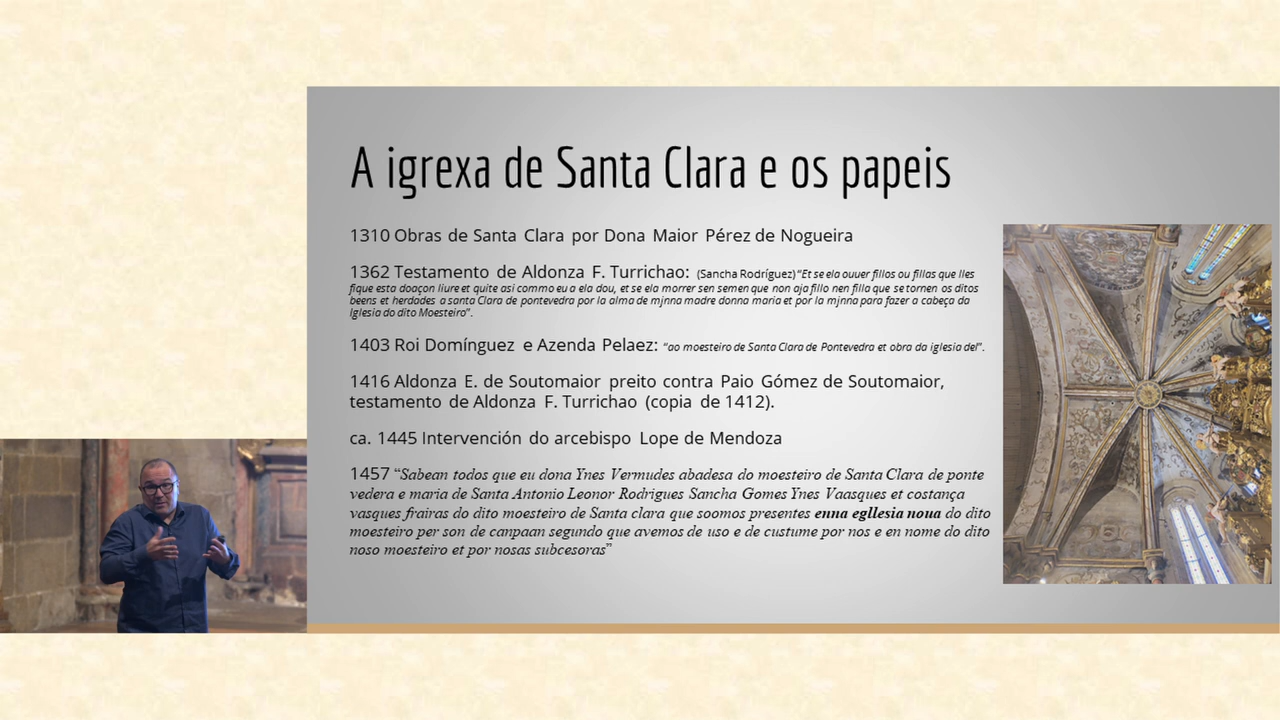 A igrexa de Santa Clara e os papeis
1310 Obras de Santa Clara por Dona Maior Pérez de Nogueira
1362 Testamento de Aldonza F. Turrichao: (Sancha Rodríguez) “Et se ela ouuer fillos ou fillas que lles
fique esta doaçon liure et quite asi commo eu a ela dou, et se ela morrer sen semen que non aja fillo nen filla que se tornen os ditos
beens et herdades a santa Clara de pontevedra por la alma de mjnna madre donna maria et por la mjnna para fazer a cabeça da
Iglesia do dito Moesteiro”.
1403 Roi Domínguez e Azenda Pelaez: “ao moesteiro de Santa Clara de Pontevedra et obra da iglesia del”.
1416 Aldonza E. de Soutomaior preito contra Paio Gómez de Soutomaior,
testamento de Aldonza F. Turrichao (copia de 1412).
ca. 1445 Intervención do arcebispo Lope de Mendoza
1457 “Sabean todos que eu dona Ynes Vermudes abadesa do moesteiro de Santa Clara de ponte
vedera e maria de Santa Antonio Leonor Rodrigues Sancha Gomes Ynes Vaasques et costança
vasques frairas do dito moesteiro de Santa clara que soomos presentes enna egllesia noua do dito
moesteiro per son de canpaan segundo que avemos de uso e de custume por nos e en nome do dito
noso moesteiro et por nosas subcesoras”